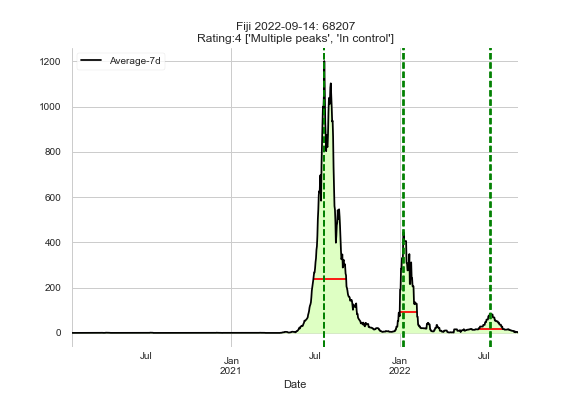 Fiji 2022-09-14: 68207
Rating:4 ['Multiple peaks', 'In control']
Average-7d
1200
1000
800
600
400
200
0
Jul
Jan
2021
Jul
Jan
2022
Jul
Date